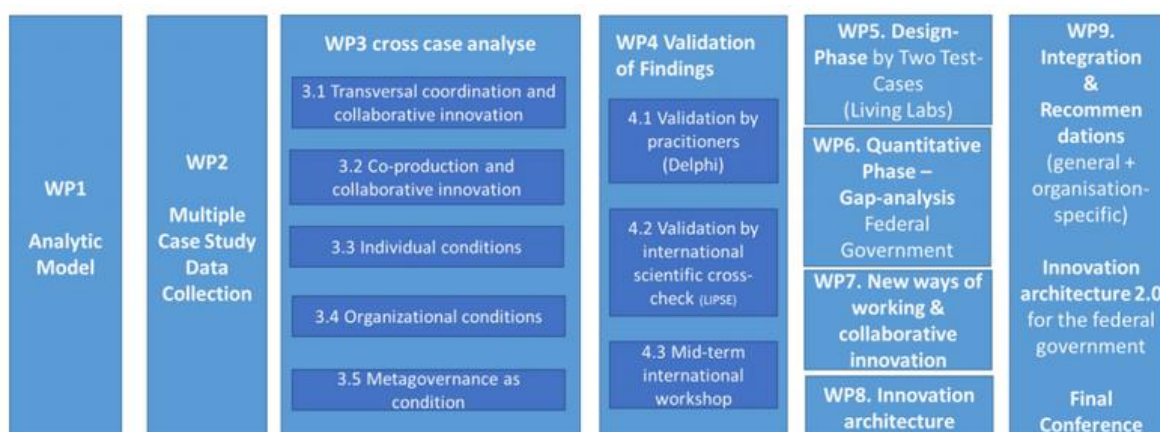 WP1
Analytic
Model
WP2
Multiple
Case Study
Data
Collection
WP3 cross case analyse
3.1 Transversal coordination and
collaborative innovation
3.2 Co-production and
collaborative innovation
3.3 Individual conditions
3.4 Organizational conditions
3.5 Metagovernance as
condition
WP4 Validation
of Findings
4.1 Validation by
pracitioners
(Delphi)
4.2 Validation by
international
scientific cross-
check (LIPSE)
4.3 Mid-term
international
workshop
WP5. Design-
Phase by Two Test-
Cases
(Living Labs)
WP6. Quantitative
Phase –
Gap-analysis
Federal
Government
WP7. New ways of
working &
collaborative
innovation
WP8. Innovation
architecture
WP9.
Integration
&
Recommen
dations
(general +
organisation-
specific)
Innovation
architecture 2.0
for the federal
government
Final
Conference